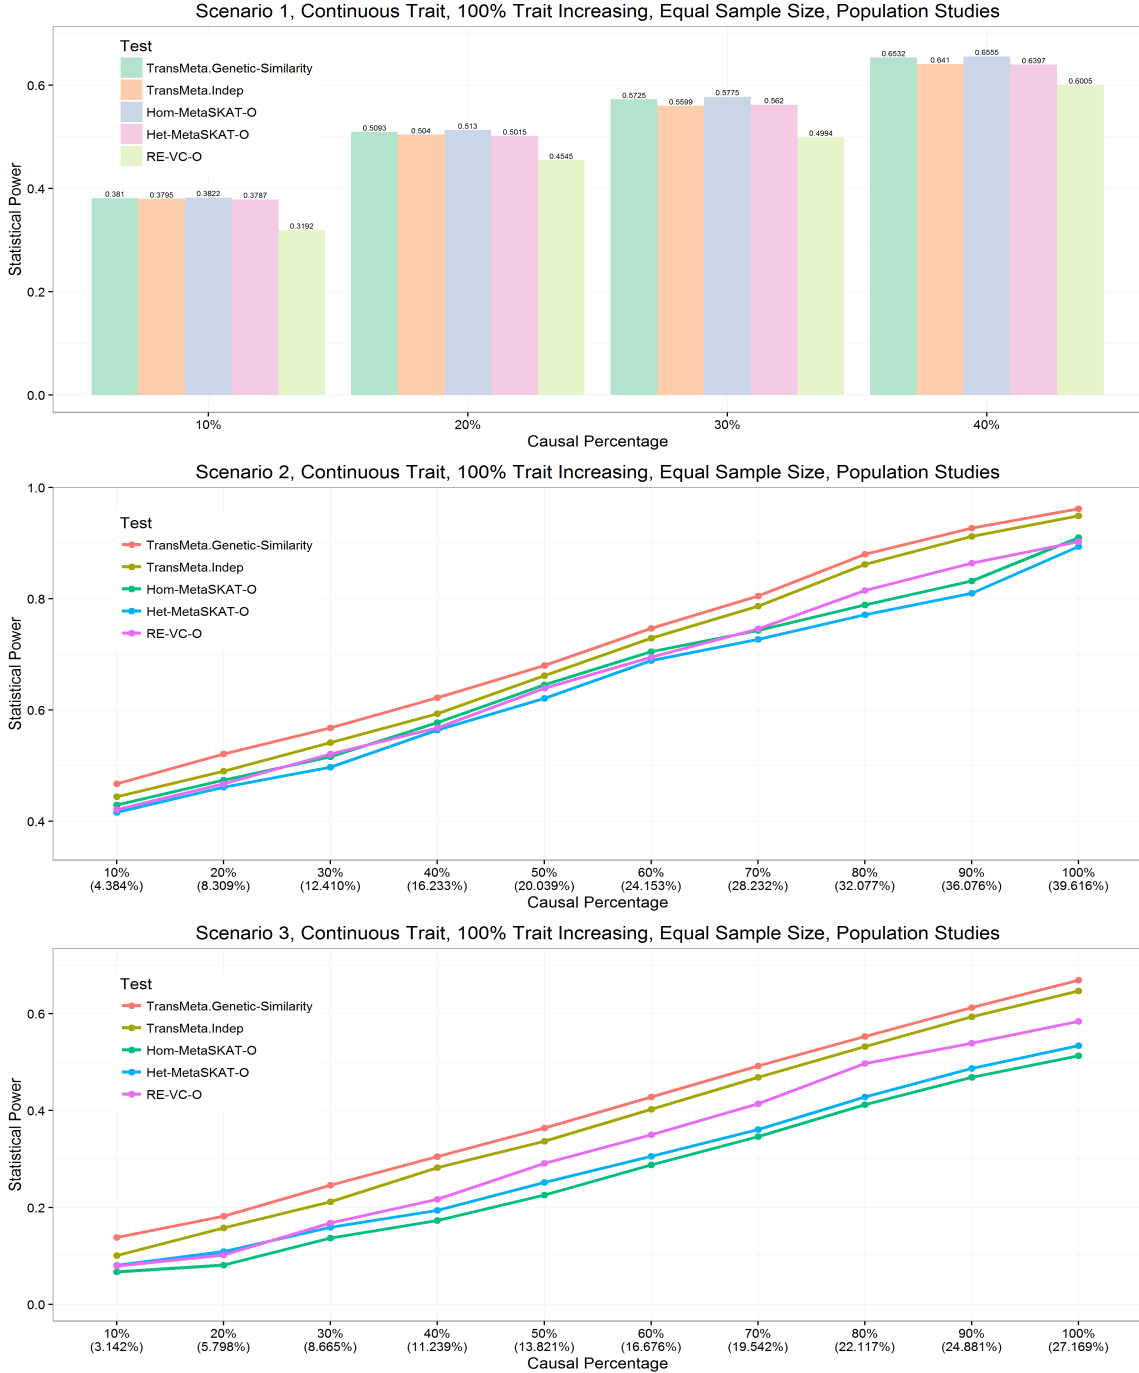 Scenario 1, Continuous Trait, 100% Trait Increasing, Equal Sample Size, Population Studies
Statistical Power
0.6
0.4
0.2
0.0
Test
TransMeta.Genetic-Similarity
TransMeta.Indep
Hom-MetaSKAT-O
Het-MetaSKAT-O
RE-VC-O
0.381
0.3795
0.3822
0.3787
0.3192
0.5093
0.504
0.513
0.5015
0.4545
0.5725
0.5599
0.5775
0.562
0.4994
0.6532
0.641
0.6555
0.6397
0.6005
10%
20%
30%
40%
Causal Percentage
Scenario 2, Continuous Trait, 100% Trait Increasing, Equal Sample Size, Population Studies
Statistical Power
1.0
0.8
0.6
0.4
Test
TransMeta.Genetic-Similarity
TransMeta.Indep
Hom-MetaSKAT-O
Het-MetaSKAT-O
RE-VC-O
10% 20% 30% 40% 50% 60% 70% 80% 90% 100%
(4.384%) (8.309%) (12.410%) (16.233%) (20.039%) (24.153%) (28.232%) (32.077%) (36.076%) (39.616%)
Causal Percentage
Scenario 3, Continuous Trait, 100% Trait Increasing, Equal Sample Size, Population Studies
Statistical Power
0.6
0.4
0.2
0.0
Test
TransMeta.Genetic-Similarity
TransMeta.Indep
Hom-MetaSKAT-O
Het-MetaSKAT-O
RE-VC-O
10% 20% 30% 40% 50% 60% 70% 80% 90% 100%
(3.142%) (5.798%) (8.665%) (11.239%) (13.821%) (16.676%) (19.542%) (22.117%) (24.881%) (27.169%)
Causal Percentage